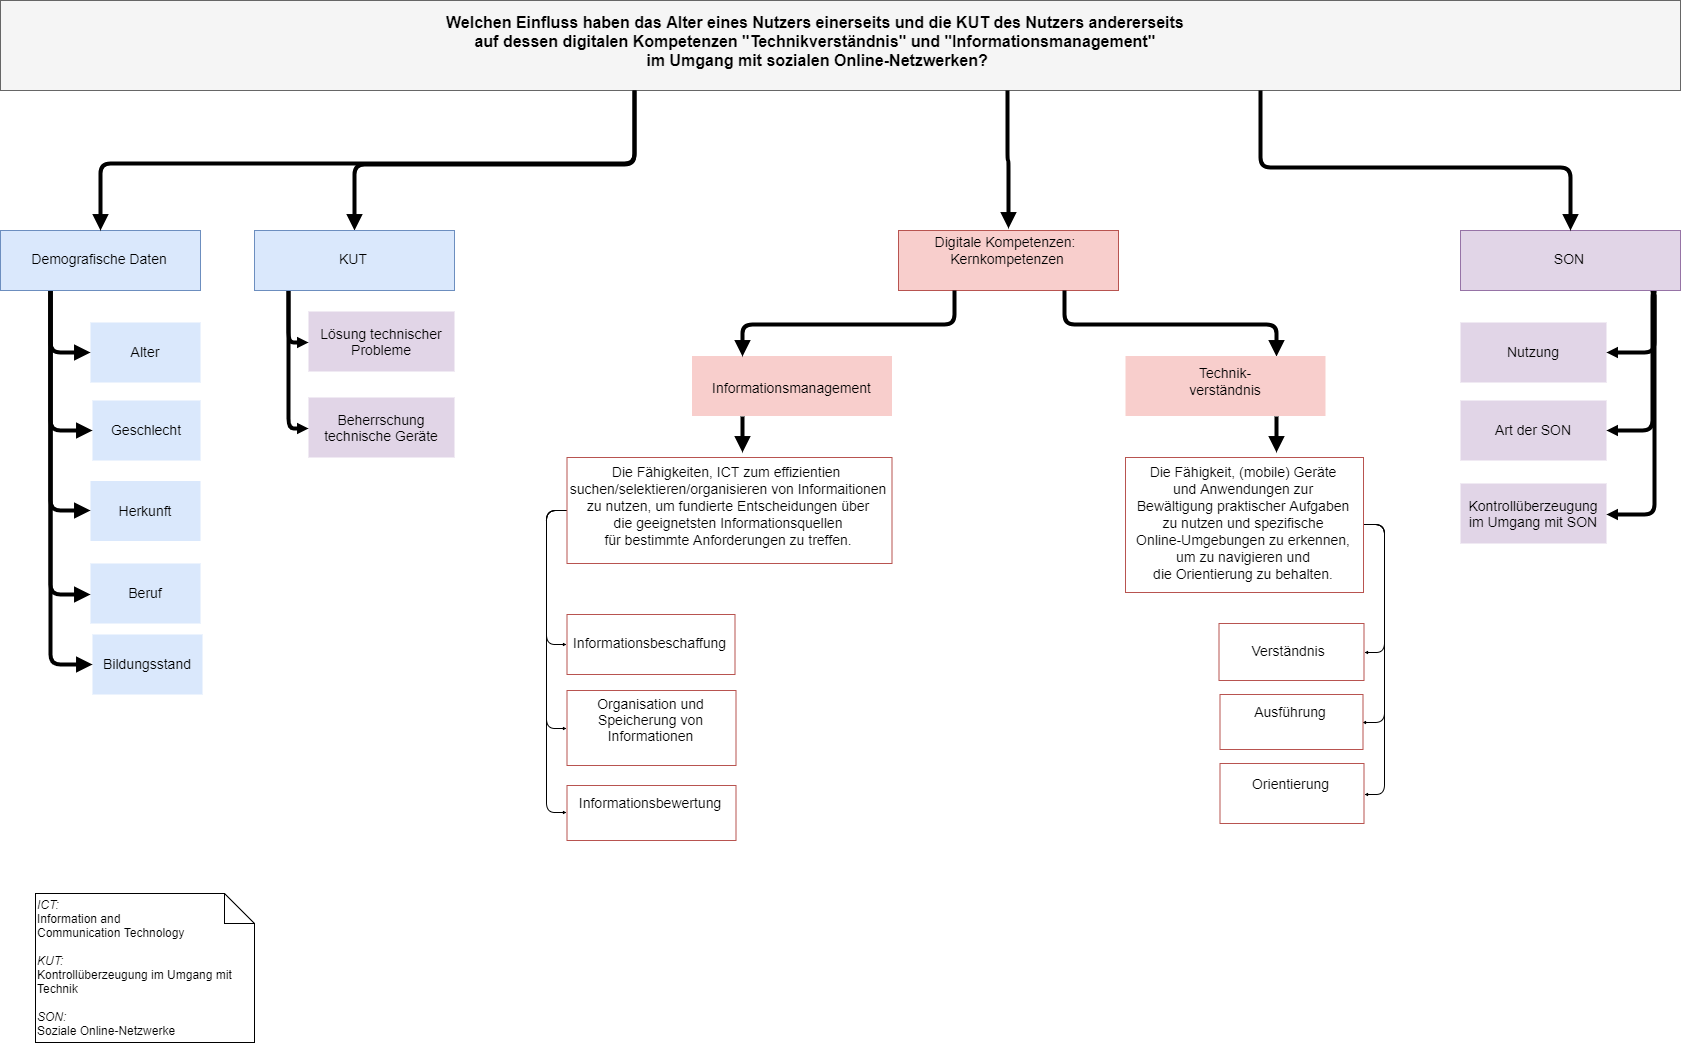 Welchen Einfluss haben das Alter eines Nutzers einerseits und die KUT des Nutzers andererseits
auf dessen digitalen Kompetenzen "Technikverständnis" und "Informationsmanagement"
im Umgang mit sozialen Online-Netzwerken?
Demografische Daten
KUT
Digitale Kompetenzen:
Kernkompetenzen
SON
Alter
Geschlecht
Herkunft
Beruf
Bildungsstand
Lösung technischer
Probleme
Beherrschung
technische Geräte
Informationsmanagement
Die Fähigkeiten, ICT zum effizientien
suchen/selektieren/organisieren von Informaitionen
zu nutzen, um fundierte Entscheidungen über
die geeignetsten Informationsquellen
für bestimmte Anforderungen zu treffen.
Informationsbeschaffung
Organisation und
Speicherung von
Informationen
Informationsbewertung
Technik-
verständnis
Die Fähigkeit, (mobile) Geräte
und Anwendungen zur
Bewältigung praktischer Aufgaben
zu nutzen und spezifische
Online-Umgebungen zu erkennen,
um zu navigieren und
die Orientierung zu behalten.
Verständnis
Ausführung
Orientierung
Nutzung
Art der SON
Kontrollüberzeugung
im Umgang mit SON
ICT:
Information and
Communication Technology
KUT:
Kontrollüberzeugung im Umgang mit
Technik
SON:
Soziale Online-Netzwerke